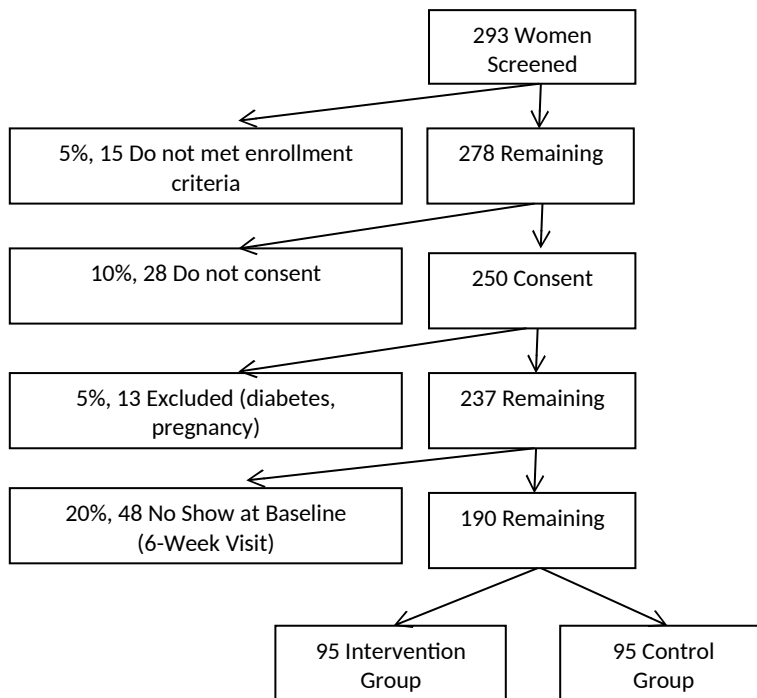 293 Women
Screened
5%, 15 Do not met enrollment
criteria
278 Remaining
10%, 28 Do not consent
250 Consent
5%, 13 Excluded (diabetes,
pregnancy)
237 Remaining
20%, 48 No Show at Baseline
(6-Week Visit)
190 Remaining
95 Intervention
Group
95 Control
Group